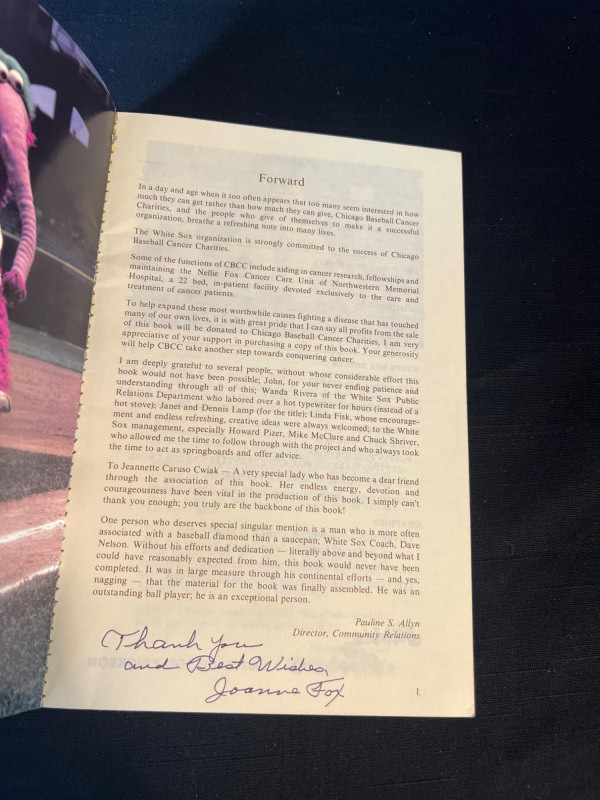 Forward
In a day and age when it too often appears that too many seem interested in how
much they can get rather than how much they can give, Chicago Baseball Cancer
Charities, and the people who give of themselves to make it a successful
organization, breathe a refreshing note into many lives.
The White Sox organization is strongly committed to the success of Chicago
Baseball Cancer Charities.
Some of the functions of CBCC include aiding in cancer research, fellowships and
maintaining the Nellie Fox Cancer Care Unit of Northwestern Memorial
Hospital, a 22 bed, in-patient facility devoted exclusively to the care and
treatment of cancer patients.
To help expand these most worthwhile causes fighting a disease that has touched
many of our own lives, it is with great pride that I can say all profits from the sale
of this book will be donated to Chicago Baseball Cancer Charities. I am very
appreciative of your support in purchasing a copy of this book. Your generosity
will help CBCC take another step towards conquering cancer.
I am deeply grateful to several people, without whose considerable effort this
book would not have been possible; John, for your never ending patience and
understanding through all of this; Wanda Rivera of the White Sox Public
Relations Department who labored over a hot typewriter for hours (instead of a
hot stove); Janet and Dennis Lamp (for the title); Linda Fisk, whose encourage-
ment and endless refreshing, creative ideas were always welcomed; to the White
Sox management, especially Howard Pizer, Mike McClure and Chuck Shriver,
who allowed me the time to follow through with the project and who always took
the time to act as springboards and offer advice.
To Jeannette Caruso Cwiak — A very special lady who has become a dear friend
through the association of this book. Her endless energy, devotion and
courageousness have been vital in the production of this book. I simply can't
thank you enough; you truly are the backbone of this book!
One person who deserves special singular mention is a man who is more often
associated with a baseball diamond than a saucepan; White Sox Coach, Dave
Nelson. Without his efforts and dedication — literally above and beyond what I
could have reasonably expected from him, this book would never have been
completed. It was in large measure through his continental efforts — and yes,
nagging — that the material for the book was finally assembled. He was an
outstanding ball player; he is an exceptional person.
Pauline S. Allyn
Director, Community Relations
Thank You
and Best Wishes,
Joanne Fox
1